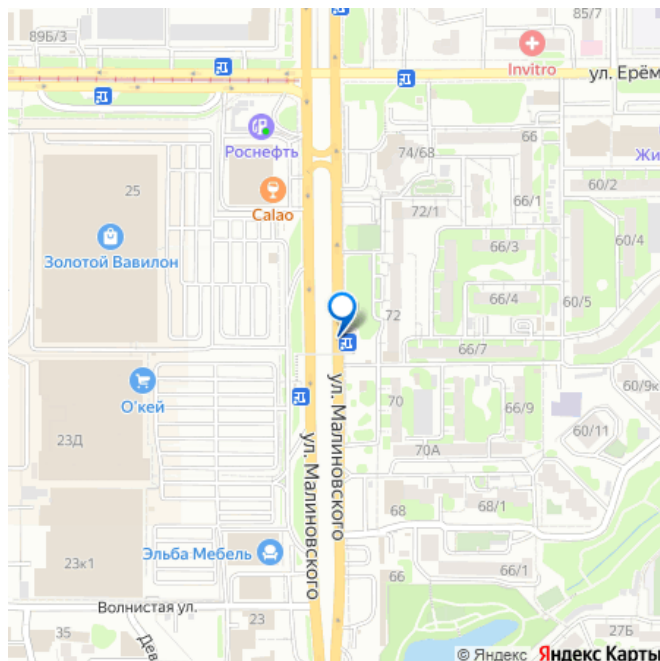 89Б/3
85/7
Invitro
ул. Ерём
Роснефть
66
74/68
Жи
25
Calao
60/2
66/1
72/1
Золотой Вавилон
66/3
60/4
66/4
60/5
72
66/7
О'кей
70
66/9
60/9к
23Д
ул. Малиновского
ул. Малиновского
70А
60/11
68
68/1
Эльба Мебель
23к1
66
66/1
Волнистая ул.
23
35
Дев
27Б
© Яндекс Яндекс Карты